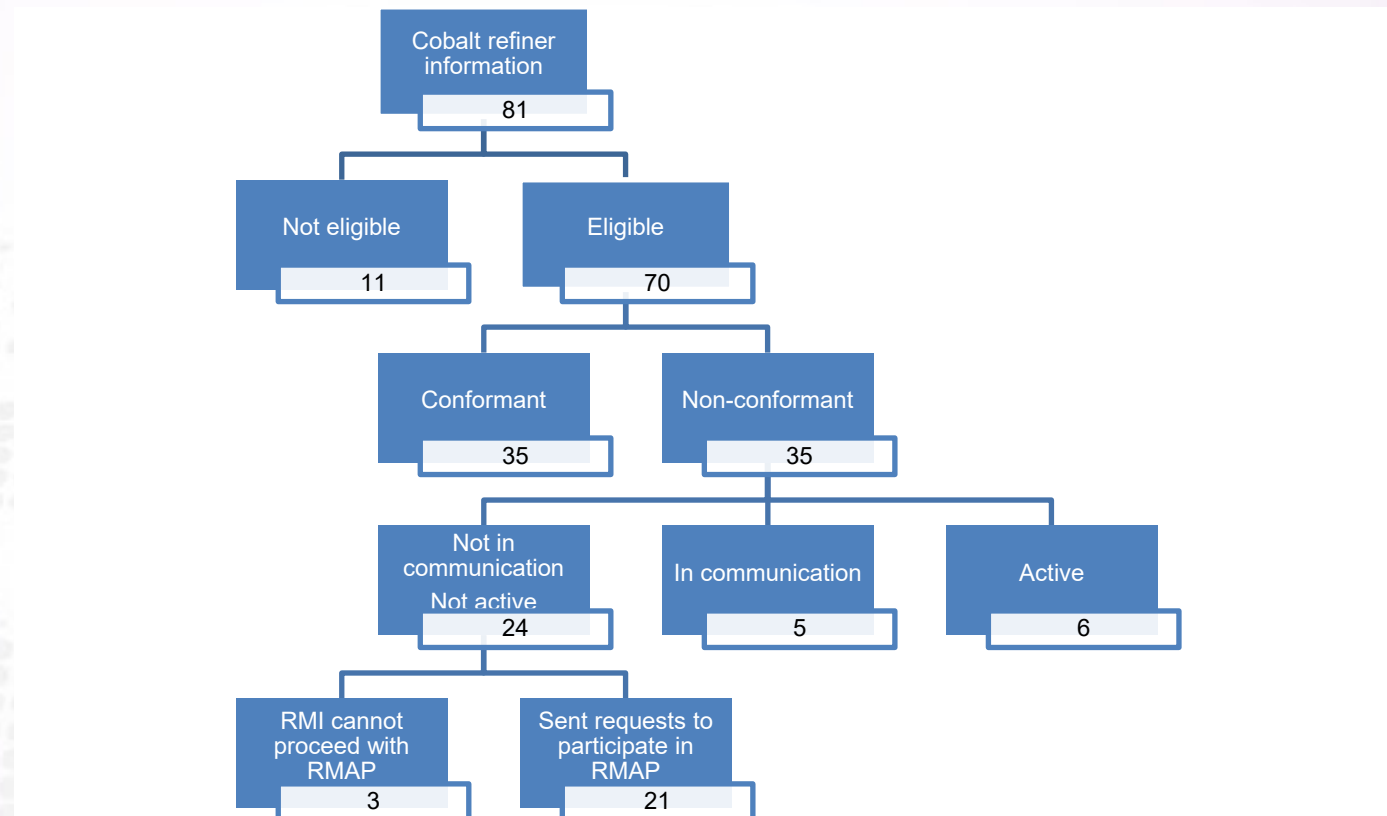 Cobalt refiner
information
81
Not eligible
11
Eligible
70
Conformant
35
Non-conformant
35
Not in
communication
Not active
24
In communication
5
Active
6
RMI cannot
proceed with
RMAP
3
Sent requests to
participate in
RMAP
21